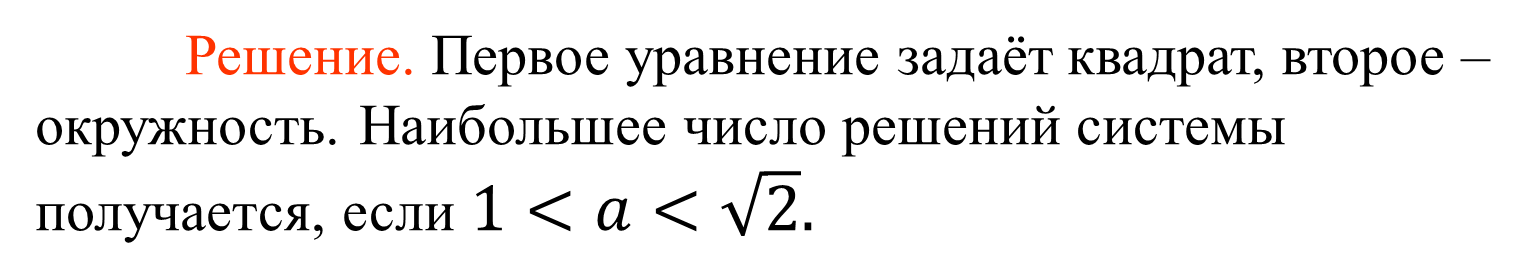 Решение. Первое уравнение задаёт квадрат, второе –
окружность. Наибольшее число решений системы
получается, если 1 < a < √2.